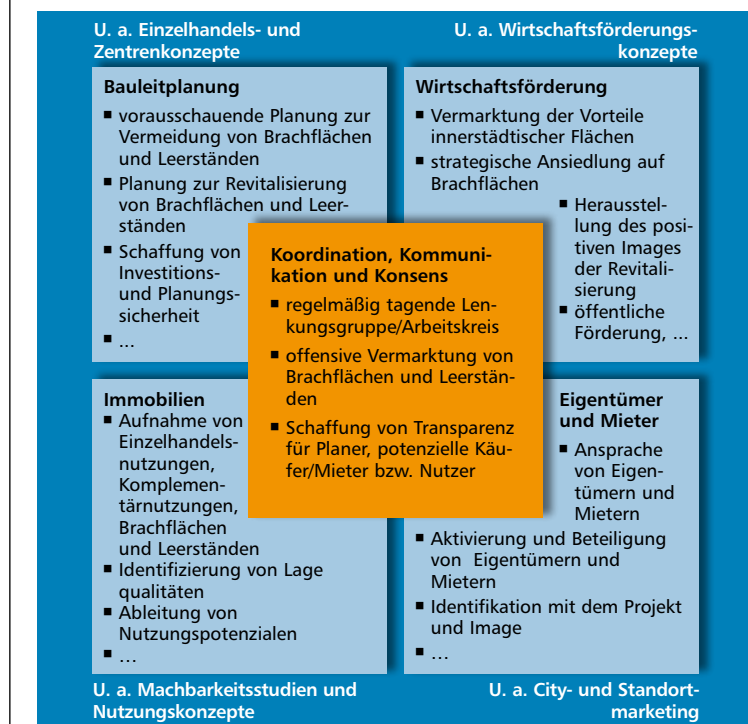 U. a. Einzelhandels- und
Zentrenkonzepte
U. a. Wirtschaftsförderungs-
konzepte
Bauleitplanung
▪ vorausschauende Planung zur
Vermeidung von Brachflächen
und Leerständen
▪ Planung zur Revitalisierung
von Brachflächen und Leer-
ständen
▪ Schaffung von
Investitions-
und Planungs-
sicherheit
▪ ...
Wirtschaftsförderung
▪ Vermarktung der Vorteile
innerstädtischer Flächen
▪ strategische Ansiedlung auf
Brachflächen
▪ Herausstel-
lung des posi-
tiven Images
der Revitali-
sierung
▪ öffentliche
Förderung, ...
Koordination, Kommuni-
kation und Konsens
▪ regelmäßig tagende Len-
kungsgruppe/Arbeitskreis
▪ offensive Vermarktung von
Brachflächen und Leerstän-
den
▪ Schaffung von Transparenz
für Planer, potenzielle Käu-
fer/Mieter bzw. Nutzer
Immobilien
▪ Aufnahme von
Einzelhandels-
nutzungen,
Komplemen-
tärnutzungen,
Brachflächen
und Leerständen
▪ Identifizierung von Lage
qualitäten
▪ Ableitung von
Nutzungspotenzialen
▪ ...
Eigentümer
und Mieter
▪ Ansprache
von Eigen-
tümern und
Mietern
▪ Aktivierung und Beteiligung
von Eigentümern und
Mietern
▪ Identifikation mit dem Projekt
und Image
▪ ...
U. a. Machbarkeitsstudien und
Nutzungskonzepte
U. a. City- und Standort-
marketing